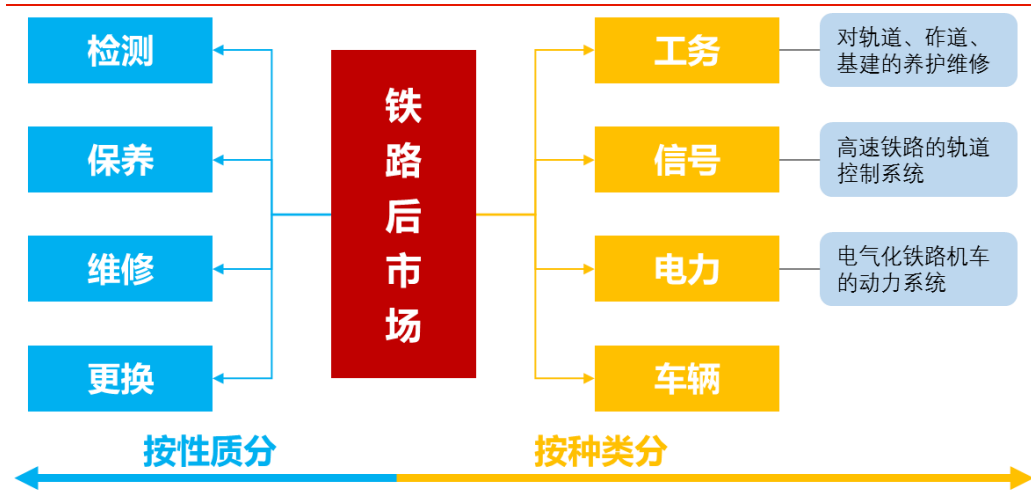 检测
保养
维修
更换
铁
路
后
市
场
工务
对轨道、砟道、
基建的养护维修
信号
高速铁路的轨道
控制系统
电力
电气化铁路机车
的动力系统
车辆
按性质分
按种类分